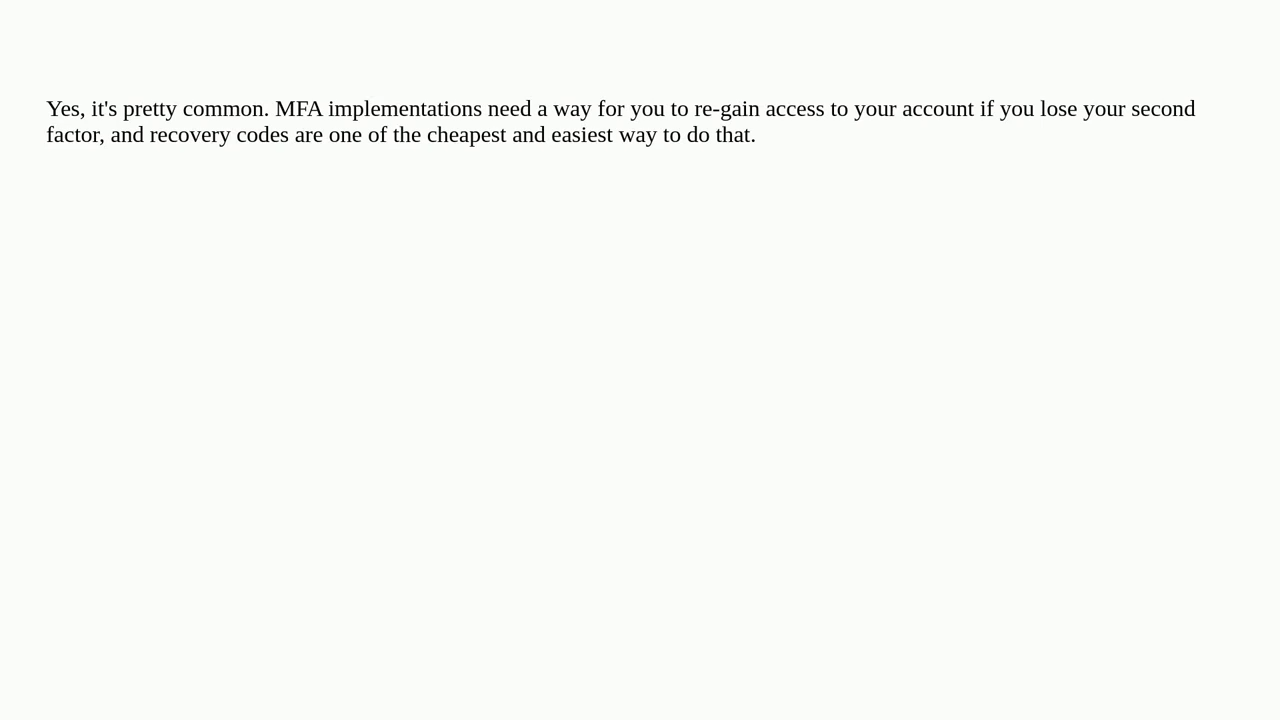 Yes, it's pretty common. MFA implementations need a way for you to re-gain access to your account if you lose your second
factor, and recovery codes are one of the cheapest and easiest way to do that.